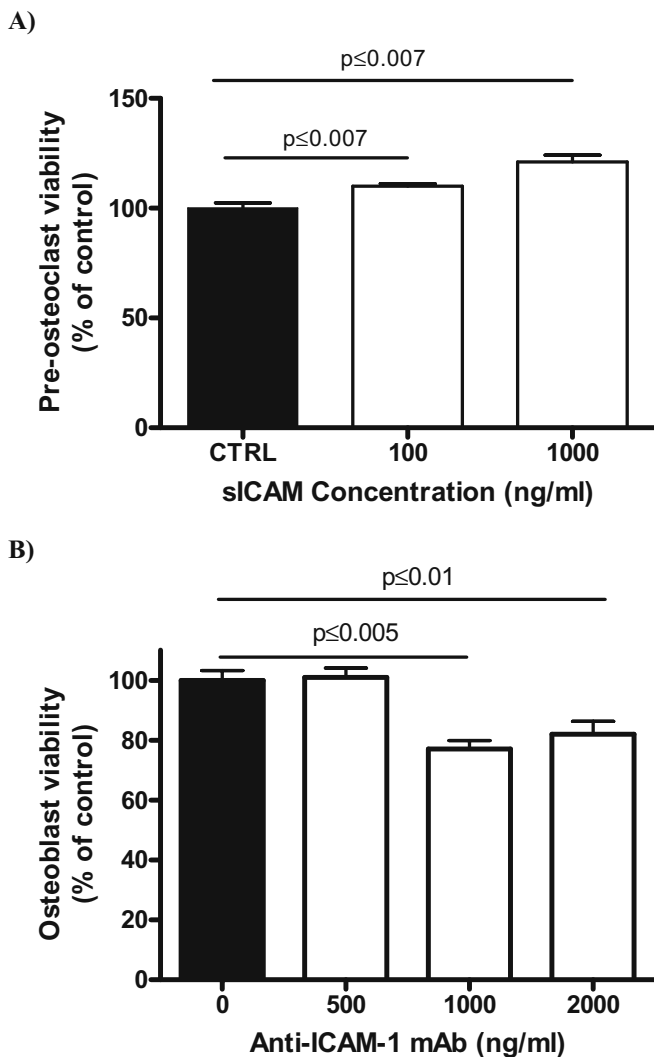 A)
p≤0.007
p≤0.007
Pre-osteoclast viability
(% of control)
150
100
50
0
CTRL
100
1000
sICAM Concentration (ng/ml)
B)
p≤0.01
p≤0.005
Osteoblast viability
(% of control)
100
80
60
40
20
0
0
500
1000
2000
Anti-ICAM-1 mAb (ng/ml)